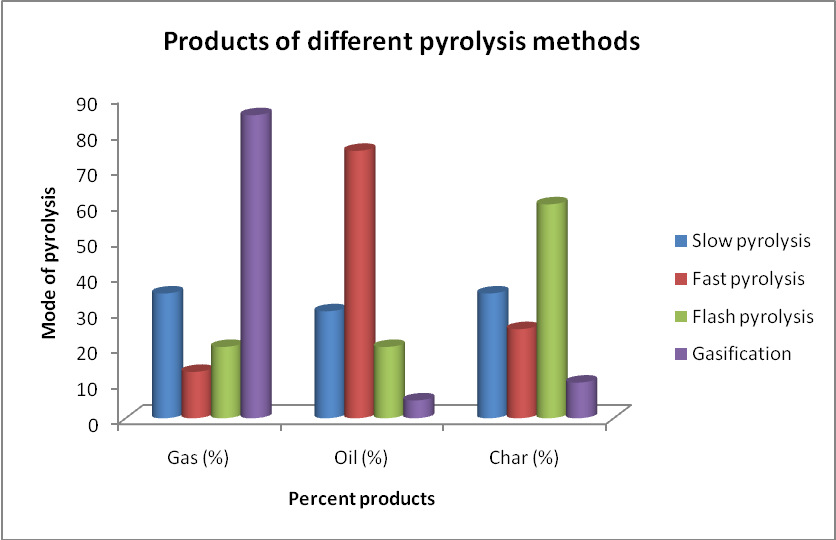 Products of different pyrolysis methods
Mode of pyrolysis
90
80
70
60
50
40
30
20
10
0
Gas (%) Oil (%) Char (%)
Percent products
Slow pyrolysis
Fast pyrolysis
Flash pyrolysis
Gasification